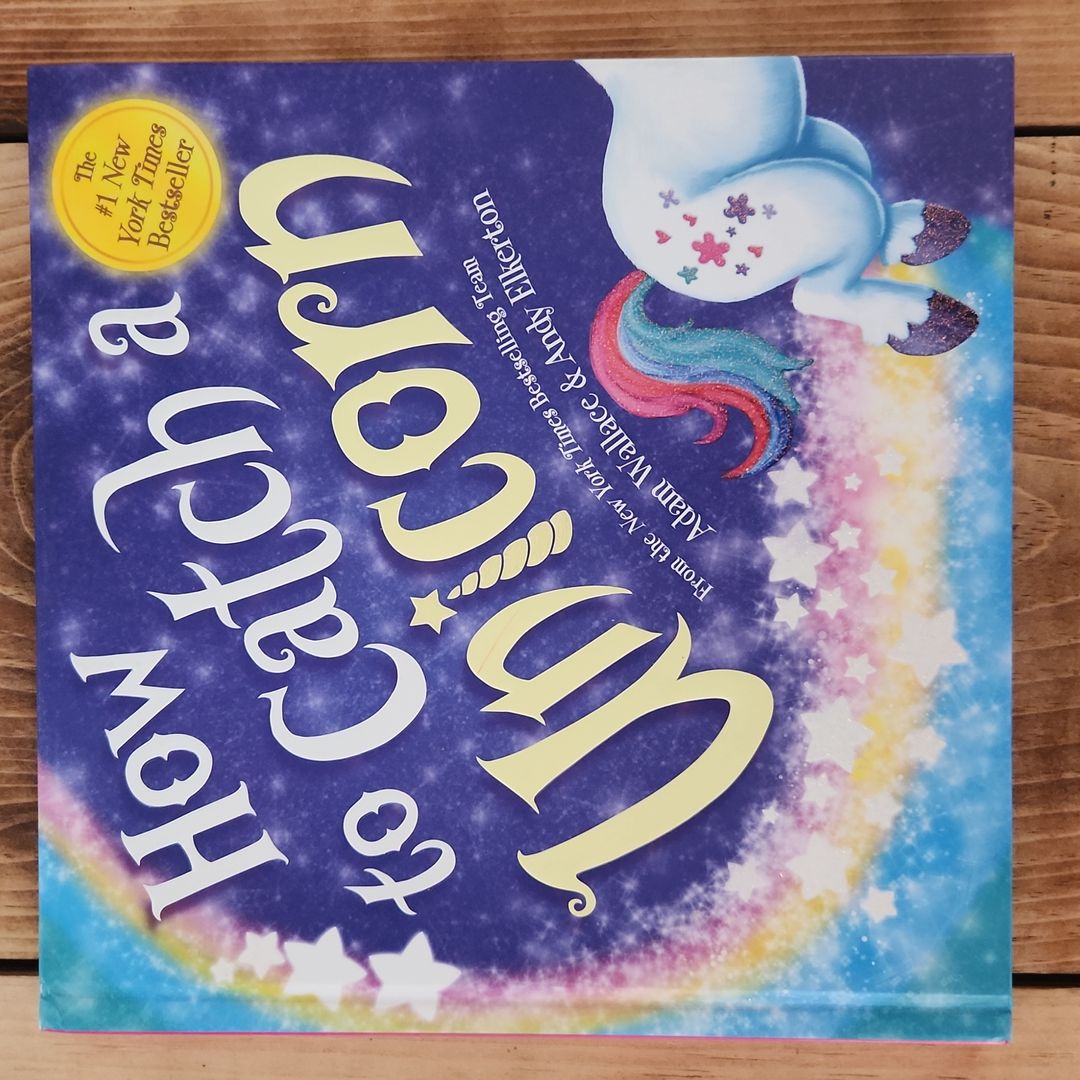 The
#1 New
York Times
Bestseller
How
to Catch a
Unicorn
From the New York Times Bestselling Team
Adam Wallace & Andy Elkerton